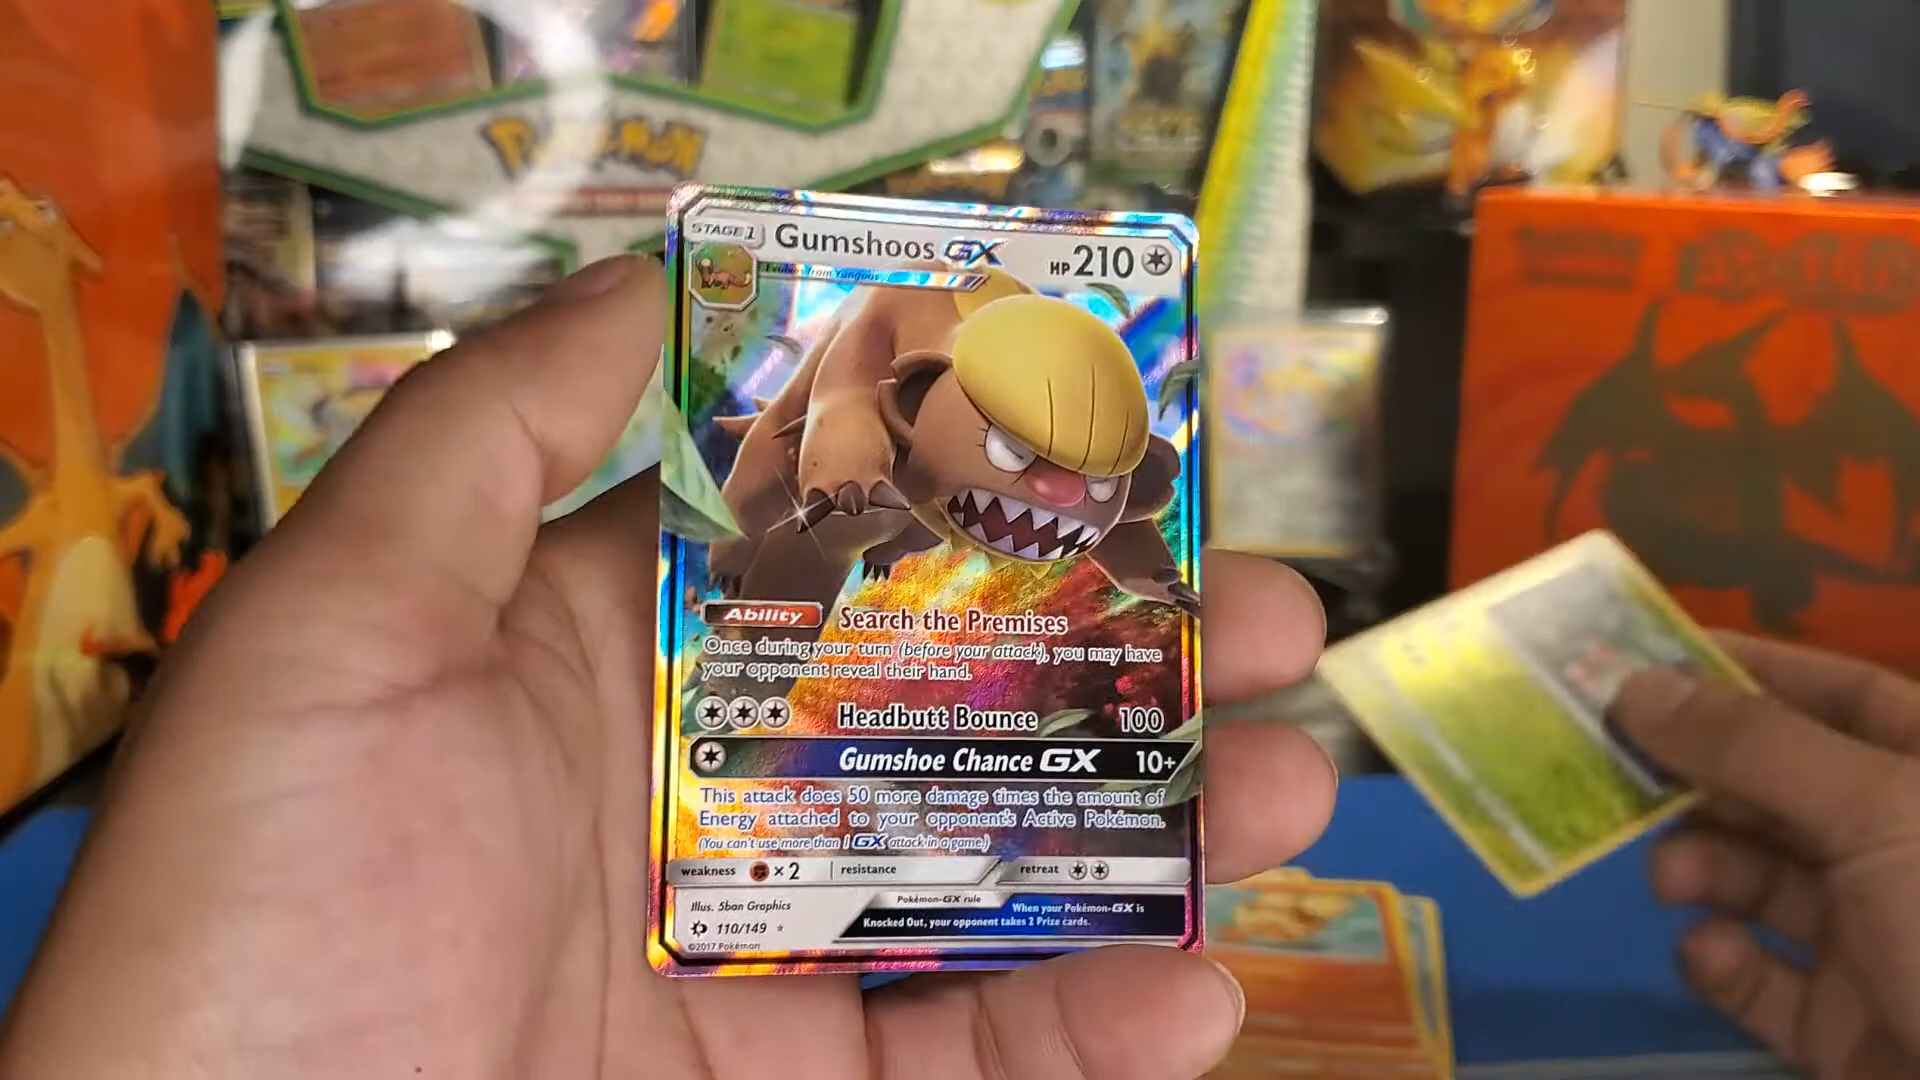 POKéMON
STAGE 1 Gumshoos GX HP 210
Evolves from Yungoos
Ability Search the Premises
Once during your turn (before your attack), you may have
your opponent reveal their hand.
Headbutt Bounce 100
Gumshoe Chance GX 10+
This attack does 50 more damage times the amount of
Energy attached to your opponent's Active Pokémon.
(You can't use more than 1 GX attack in a game.)
weakness ×2 resistance retreat
Illus. 5ban Graphics
Pokémon-GX rule
When your Pokémon-GX is
Knocked Out, your opponent takes 2 Prize cards.
110/149
©2017 Pokémon